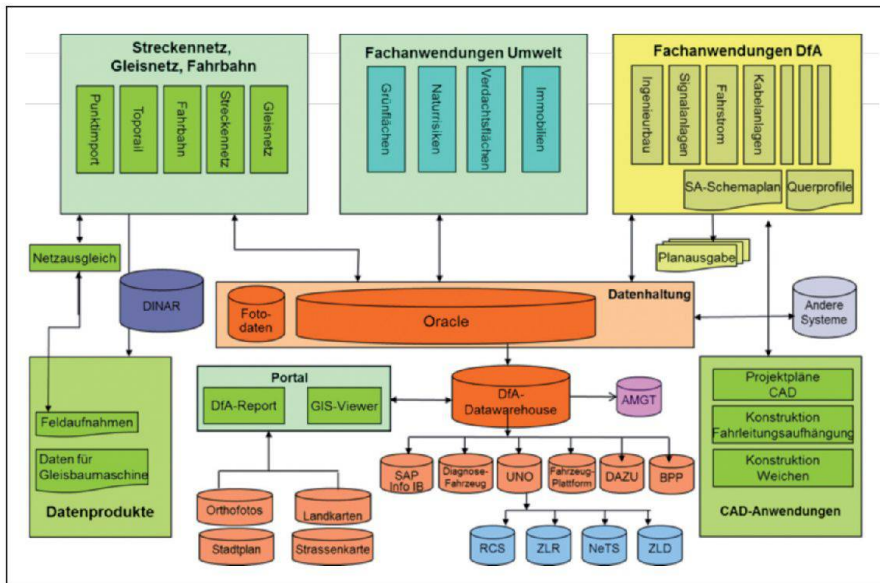 Streckennetz,
Gleisnetz, Fahrbahn
Punktimport
Toporail
Fahrbahn
Streckennetz
Gleisnetz
Fachanwendungen Umwelt
Grünflächen
Naturrisiken
Verdachtsflächen
Immobilien
Fachanwendungen DfA
Ingenieurbau
Signalanlagen
Fahrstrom
Kabelanlagen
SA-Schemaplan
Querprofile
Netzausgleich
Planausgabe
DINAR
Datenhaltung
Foto-
daten
Oracle
Andere
Systeme
Portal
DfA-Report
GIS-Viewer
DfA-
Datawarehouse
AMGT
Projektpläne
CAD
Konstruktion
Fahrleitungsaufhängung
Konstruktion
Weichen
CAD-Anwendungen
Feldaufnahmen
Daten für
Gleisbaumaschine
Datenprodukte
SAP
Info IB
Diagnose-
Fahrzeug
UNO
Fahrzeug-
Plattform
DAZU
BPP
Orthofotos
Landkarten
Stadtplan
Strassenkarte
RCS
ZLR
NeTS
ZLD